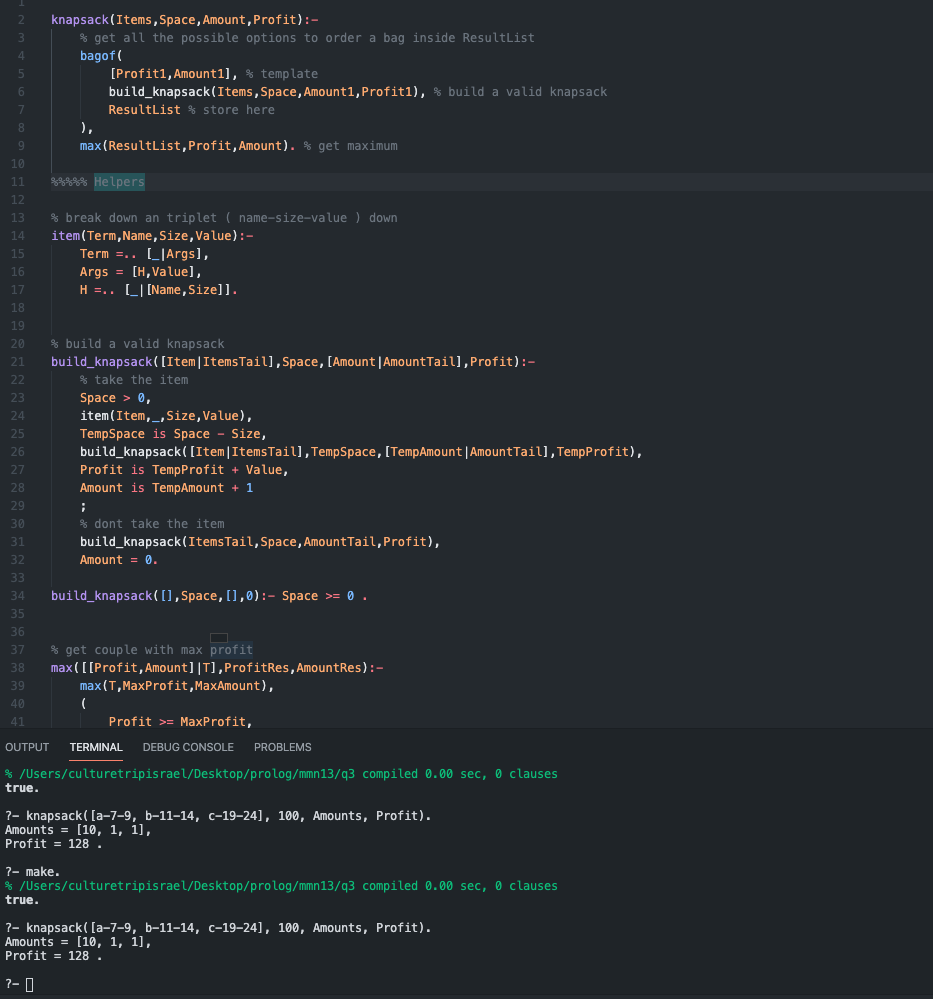 1
2 knapsack(Items,Space,Amount,Profit):-
3 % get all the possible options to order a bag inside ResultList
4 bagof(
5 [Profit1,Amount1], % template
6 build_knapsack(Items,Space,Amount1,Profit1), % build a valid knapsack
7 ResultList % store here
8 ),
9 max(ResultList,Profit,Amount). % get maximum
10
11 %%%%% Helpers
12
13 % break down an triplet ( name-size-value ) down
14 item(Term,Name,Size,Value):-
15 Term =.. [_|Args],
16 Args = [H,Value],
17 H =.. [_|[Name,Size]].
18
19
20 % build a valid knapsack
21 build_knapsack([Item|ItemsTail],Space,[Amount|AmountTail],Profit):-
22 % take the item
23 Space > 0,
24 item(Item,_,Size,Value),
25 TempSpace is Space - Size,
26 build_knapsack([Item|ItemsTail],TempSpace,[TempAmount|AmountTail],TempProfit),
27 Profit is TempProfit + Value,
28 Amount is TempAmount + 1
29 ;
30 % dont take the item
31 build_knapsack(ItemsTail,Space,AmountTail,Profit),
32 Amount = 0.
33
34 build_knapsack([],Space,[],0):- Space >= 0 .
35
36
37 % get couple with max profit
38 max([[Profit,Amount]|T],ProfitRes,AmountRes):-
39 max(T,MaxProfit,MaxAmount),
40 (
41 Profit >= MaxProfit,
OUTPUT TERMINAL DEBUG CONSOLE PROBLEMS
% /Users/culturetripisrael/Desktop/prolog/mmn13/q3 compiled 0.00 sec, 0 clauses
true.
?- knapsack([a-7-9, b-11-14, c-19-24], 100, Amounts, Profit).
Amounts = [10, 1, 1],
Profit = 128 .
?- make.
% /Users/culturetripisrael/Desktop/prolog/mmn13/q3 compiled 0.00 sec, 0 clauses
true.
?- knapsack([a-7-9, b-11-14, c-19-24], 100, Amounts, Profit).
Amounts = [10, 1, 1],
Profit = 128 .
?-